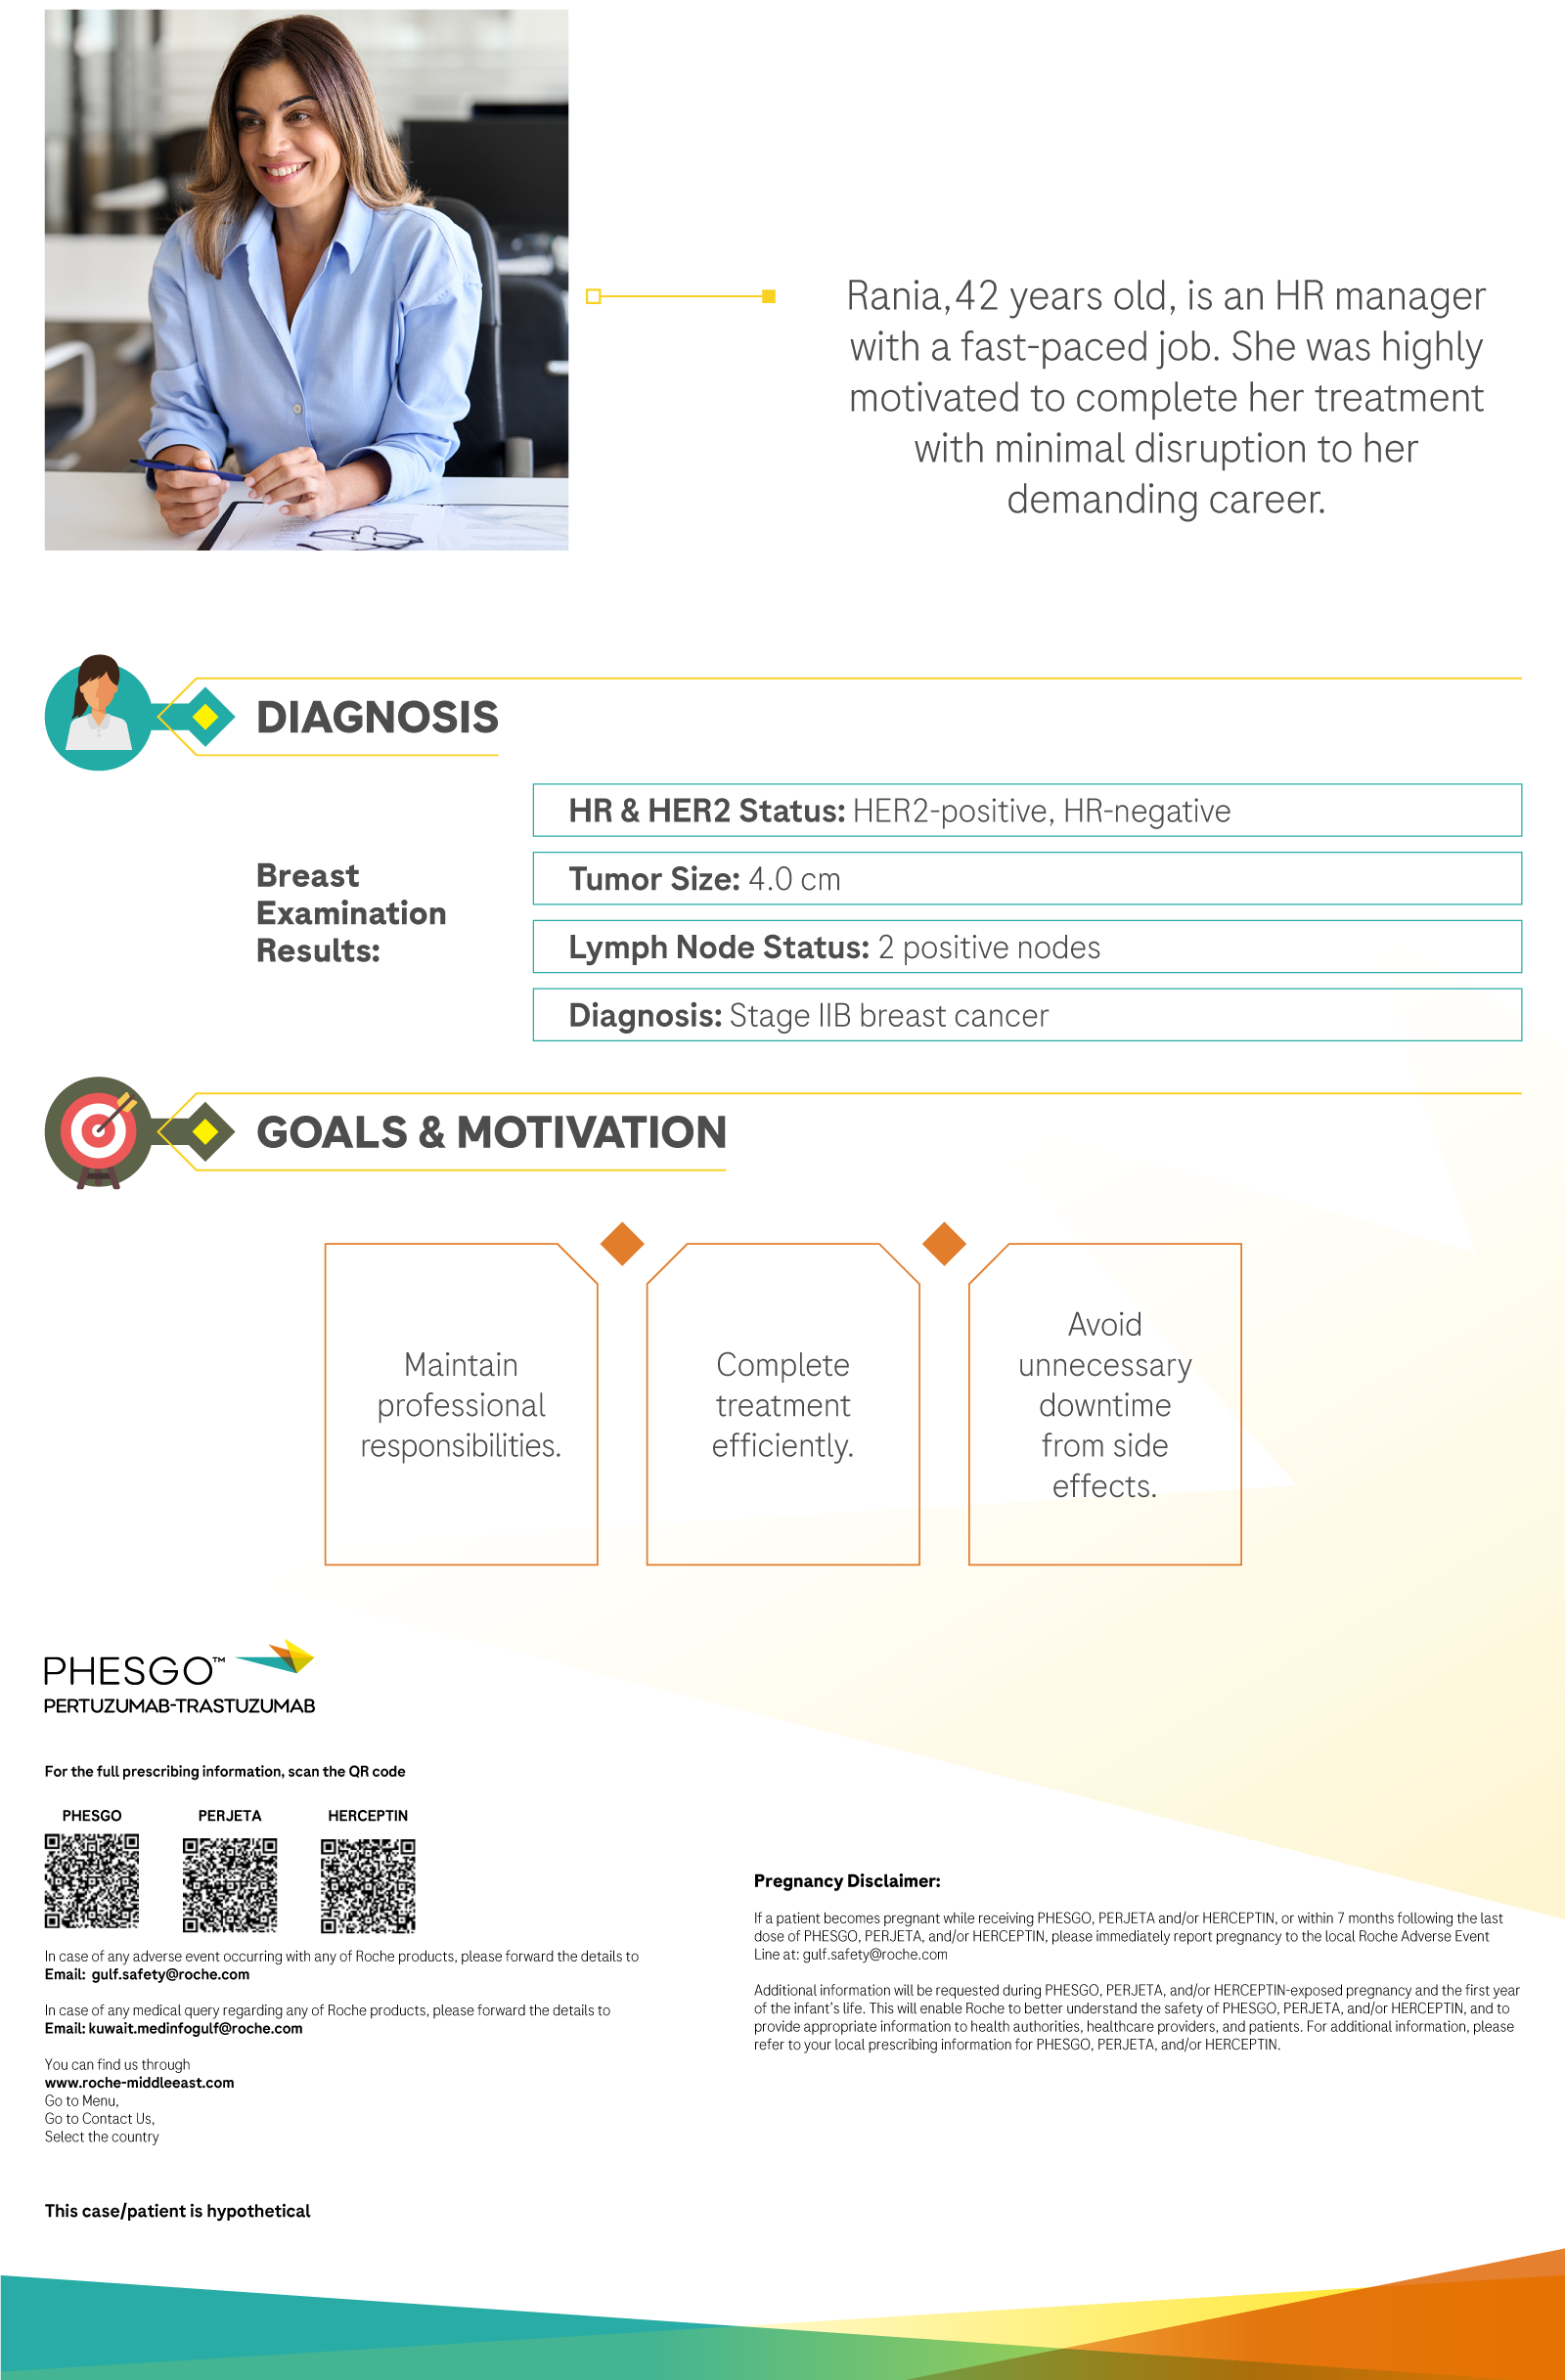 Rania,42 years old, is an HR manager
with a fast-paced job. She was highly
motivated to complete her treatment
with minimal disruption to her
demanding career.
DIAGNOSIS
Breast
Examination
Results:
HR & HER2 Status: HER2-positive, HR-negative
Tumor Size: 4.0 cm
Lymph Node Status: 2 positive nodes
Diagnosis: Stage IIB breast cancer
GOALS & MOTIVATION
Maintain
professional
responsibilities.
Complete
treatment
efficiently.
Avoid
unnecessary
downtime
from side
effects.
PHESGO™
PERTUZUMAB-TRASTUZUMAB
For the full prescribing information, scan the QR code
PHESGO PERJETA HERCEPTIN
In case of any adverse event occurring with any of Roche products, please forward the details to
Email: gulf.safety@roche.com
In case of any medical query regarding any of Roche products, please forward the details to
Email: kuwait.medinfogulf@roche.com
You can find us through
www.roche-middleeast.com
Go to Menu,
Go to Contact Us,
Select the country
Pregnancy Disclaimer:
If a patient becomes pregnant while receiving PHESGO, PERJETA and/or HERCEPTIN, or within 7 months following the last
dose of PHESGO, PERJETA, and/or HERCEPTIN, please immediately report pregnancy to the local Roche Adverse Event
Line at: gulf.safety@roche.com
Additional information will be requested during PHESGO, PERJETA, and/or HERCEPTIN-exposed pregnancy and the first year
of the infant's life. This will enable Roche to better understand the safety of PHESGO, PERJETA, and/or HERCEPTIN, and to
provide appropriate information to health authorities, healthcare providers, and patients. For additional information, please
refer to your local prescribing information for PHESGO, PERJETA, and/or HERCEPTIN.
This case/patient is hypothetical